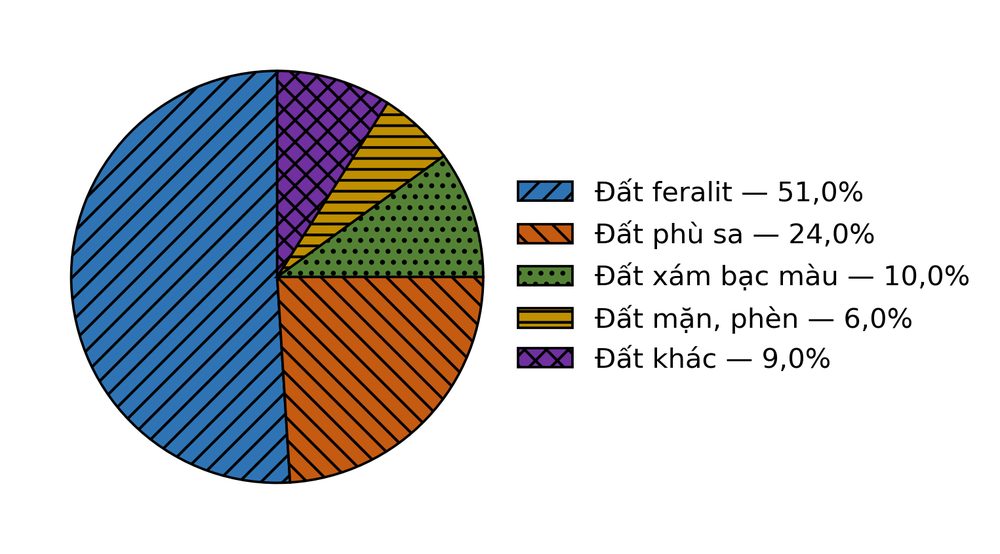 Đất feralit — 51,0%
Đất phù sa — 24,0%
Đất xám bạc màu — 10,0%
Đất mặn, phèn — 6,0%
Đất khác — 9,0%